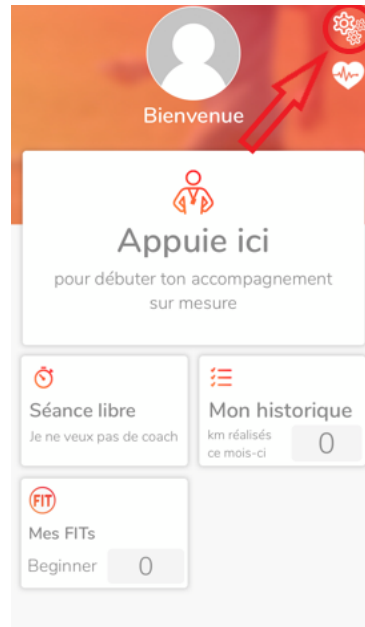 Bienvenue
Appuie ici
pour débuter ton accompagnement
sur mesure
Séance libre
Je ne veux pas de coach
Mon historique
km réalisés
ce mois-ci
0
FIT
Mes FITs
Beginner 0